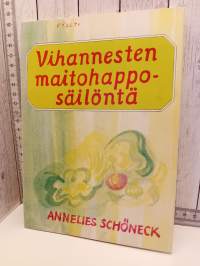 Vihannesten
maitohappo-
säilöntä
ANNELIES SCHÖNECK